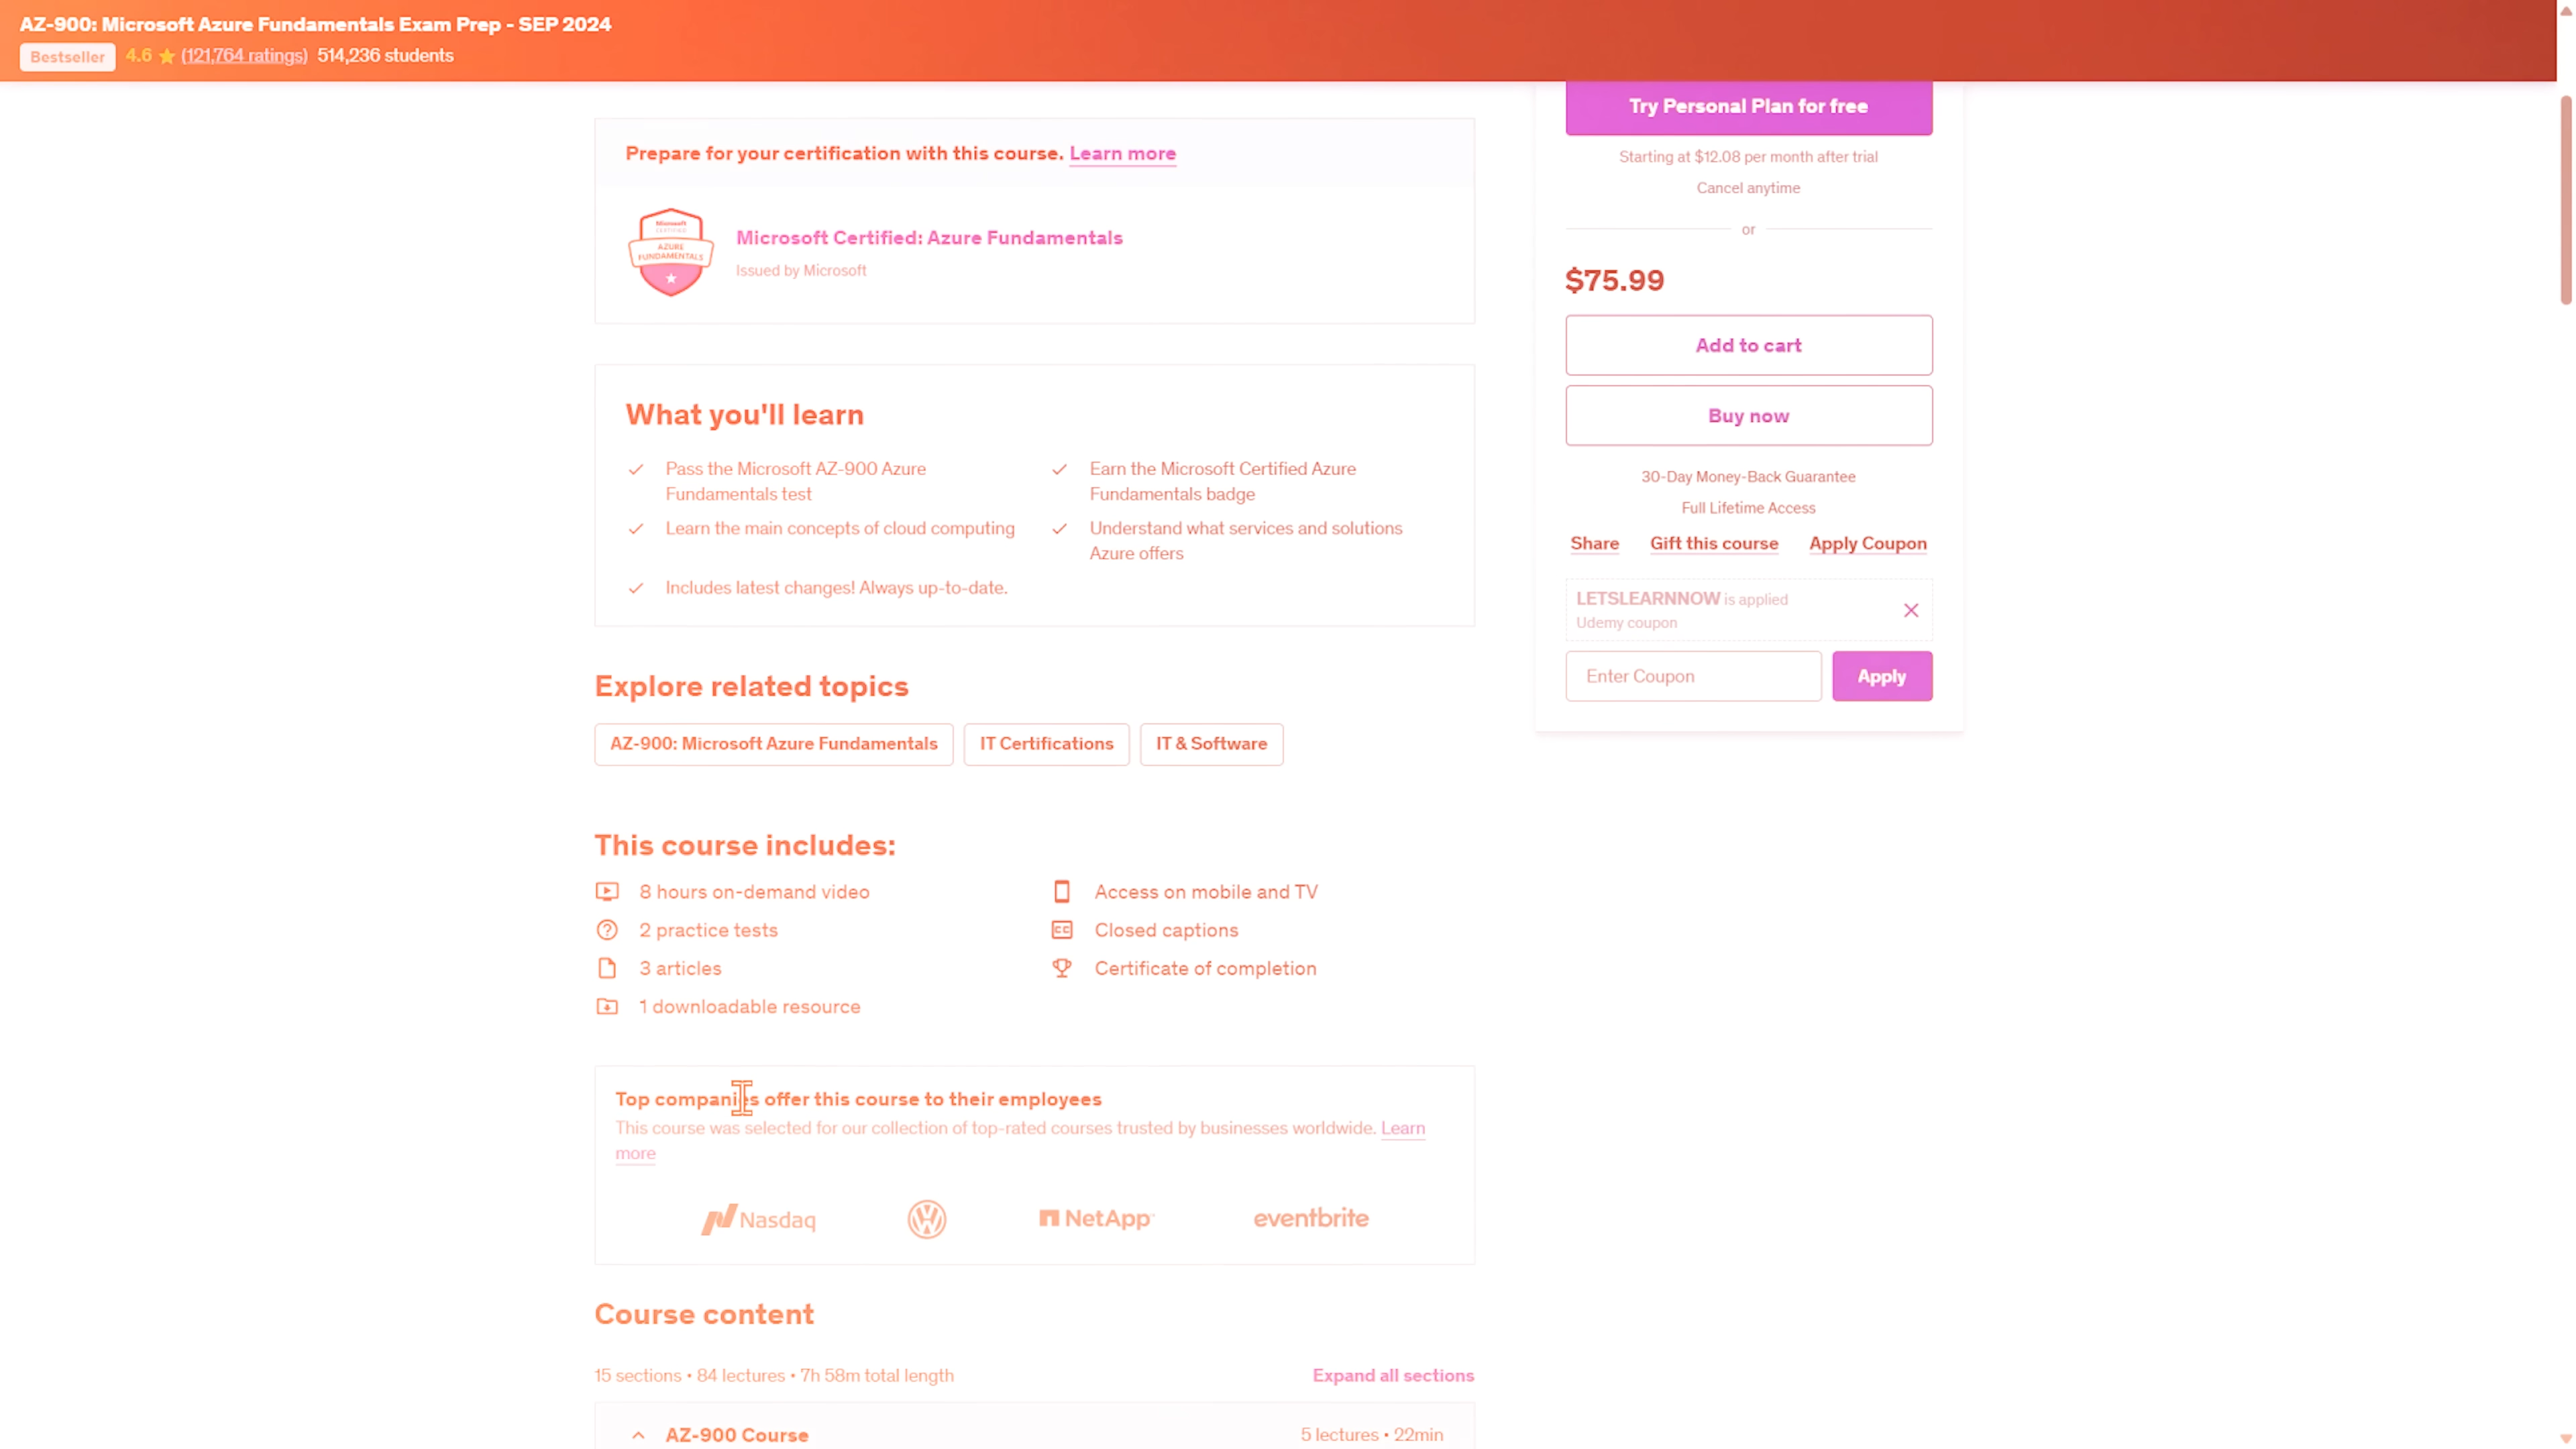 AZ-900: Microsoft Azure Fundamentals Exam Prep - SEP 2024
Bestseller 4.6 (121,764 ratings) 514,236 students
Prepare for your certification with this course. Learn more
Microsoft
CERTIFIED
AZURE
FUNDAMENTALS
Microsoft Certified: Azure Fundamentals
Issued by Microsoft
What you'll learn
Pass the Microsoft AZ-900 Azure
Fundamentals test
Earn the Microsoft Certified Azure
Fundamentals badge
Learn the main concepts of cloud computing
Understand what services and solutions
Azure offers
Includes latest changes! Always up-to-date.
Explore related topics
AZ-900: Microsoft Azure Fundamentals
IT Certifications
IT & Software
This course includes:
8 hours on-demand video
2 practice tests
3 articles
1 downloadable resource
Access on mobile and TV
CC Closed captions
Certificate of completion
Top companies offer this course to their employees
This course was selected for our collection of top-rated courses trusted by businesses worldwide. Learn
more
Nasdaq
NetApp
eventbrite
Course content
15 sections • 84 lectures • 7h 58m total length
Expand all sections
AZ-900 Course
5 lectures • 22min
Try Personal Plan for free
Starting at $12.08 per month after trial
Cancel anytime
or
$75.99
Add to cart
Buy now
30-Day Money-Back Guarantee
Full Lifetime Access
Share Gift this course Apply Coupon
LETSLEARNNOW is applied
Udemy coupon
Enter Coupon
Apply